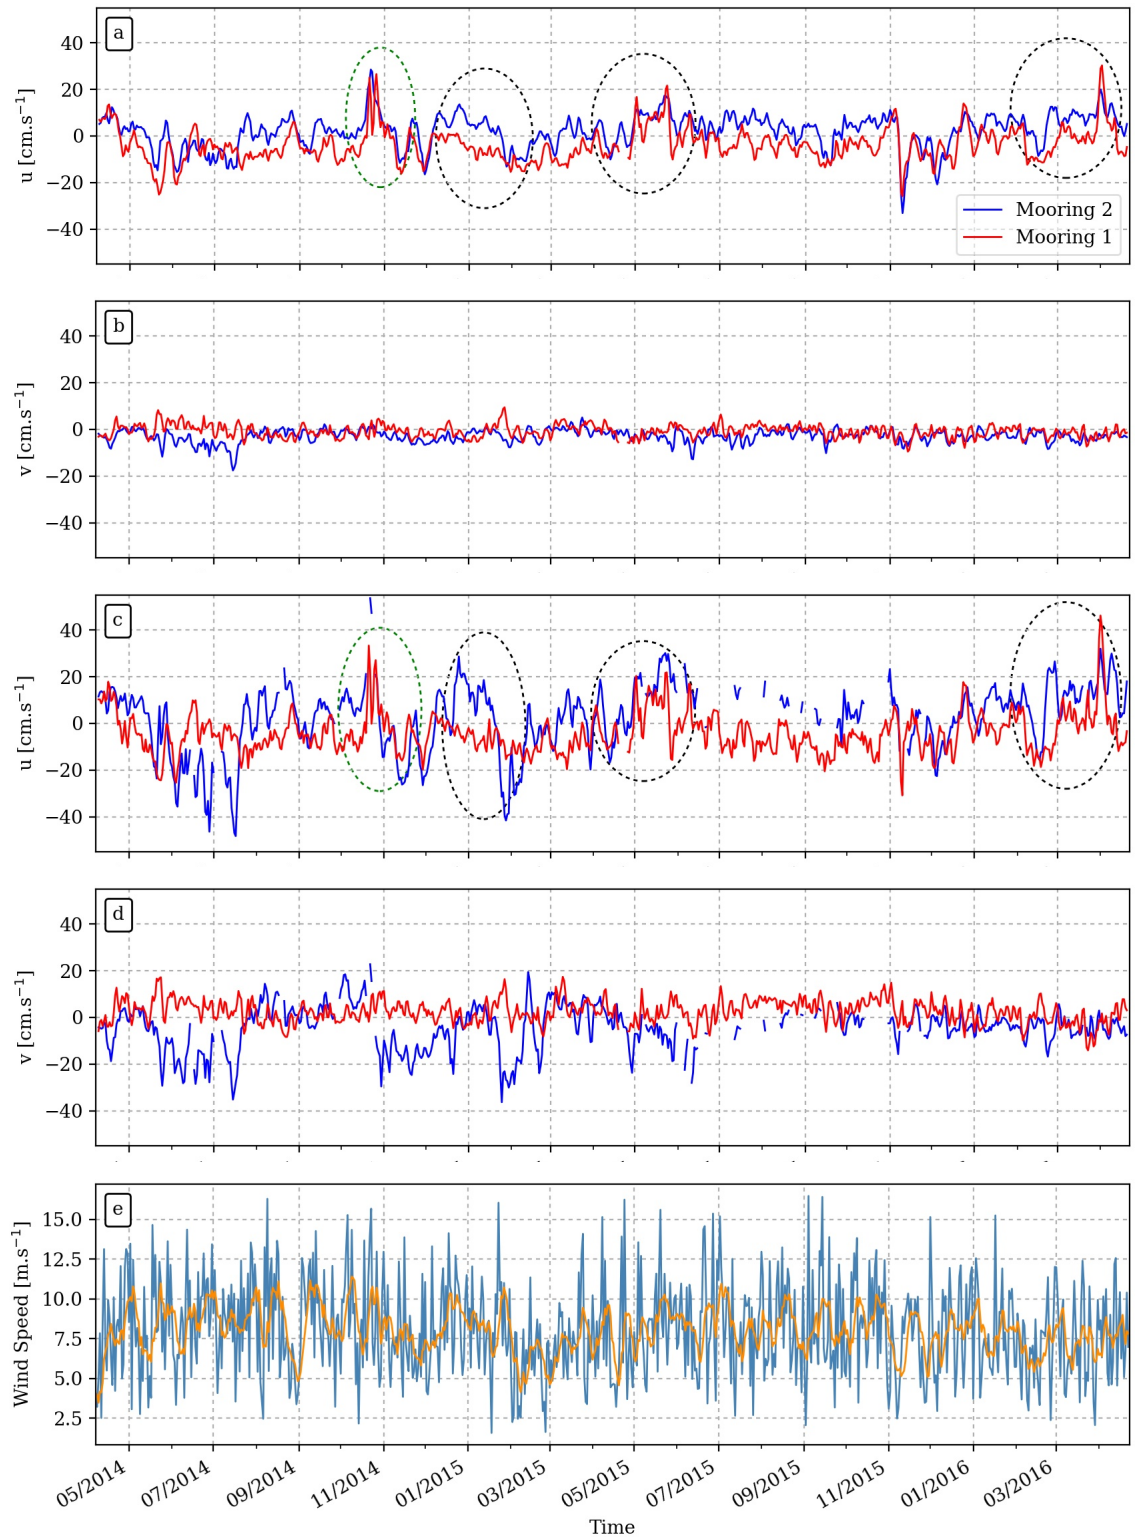 a
40
20
0
−20
−40
u [cm.s⁻¹]
Mooring 2
Mooring 1
b
40
20
0
−20
−40
v [cm.s⁻¹]
c
40
20
0
−20
−40
u [cm.s⁻¹]
d
40
20
0
−20
−40
v [cm.s⁻¹]
e
15.0
12.5
10.0
7.5
5.0
2.5
Wind Speed [m.s⁻¹]
05/2014 07/2014 09/2014 11/2014 01/2015 03/2015 05/2015 07/2015 09/2015 11/2015 01/2016 03/2016
Time